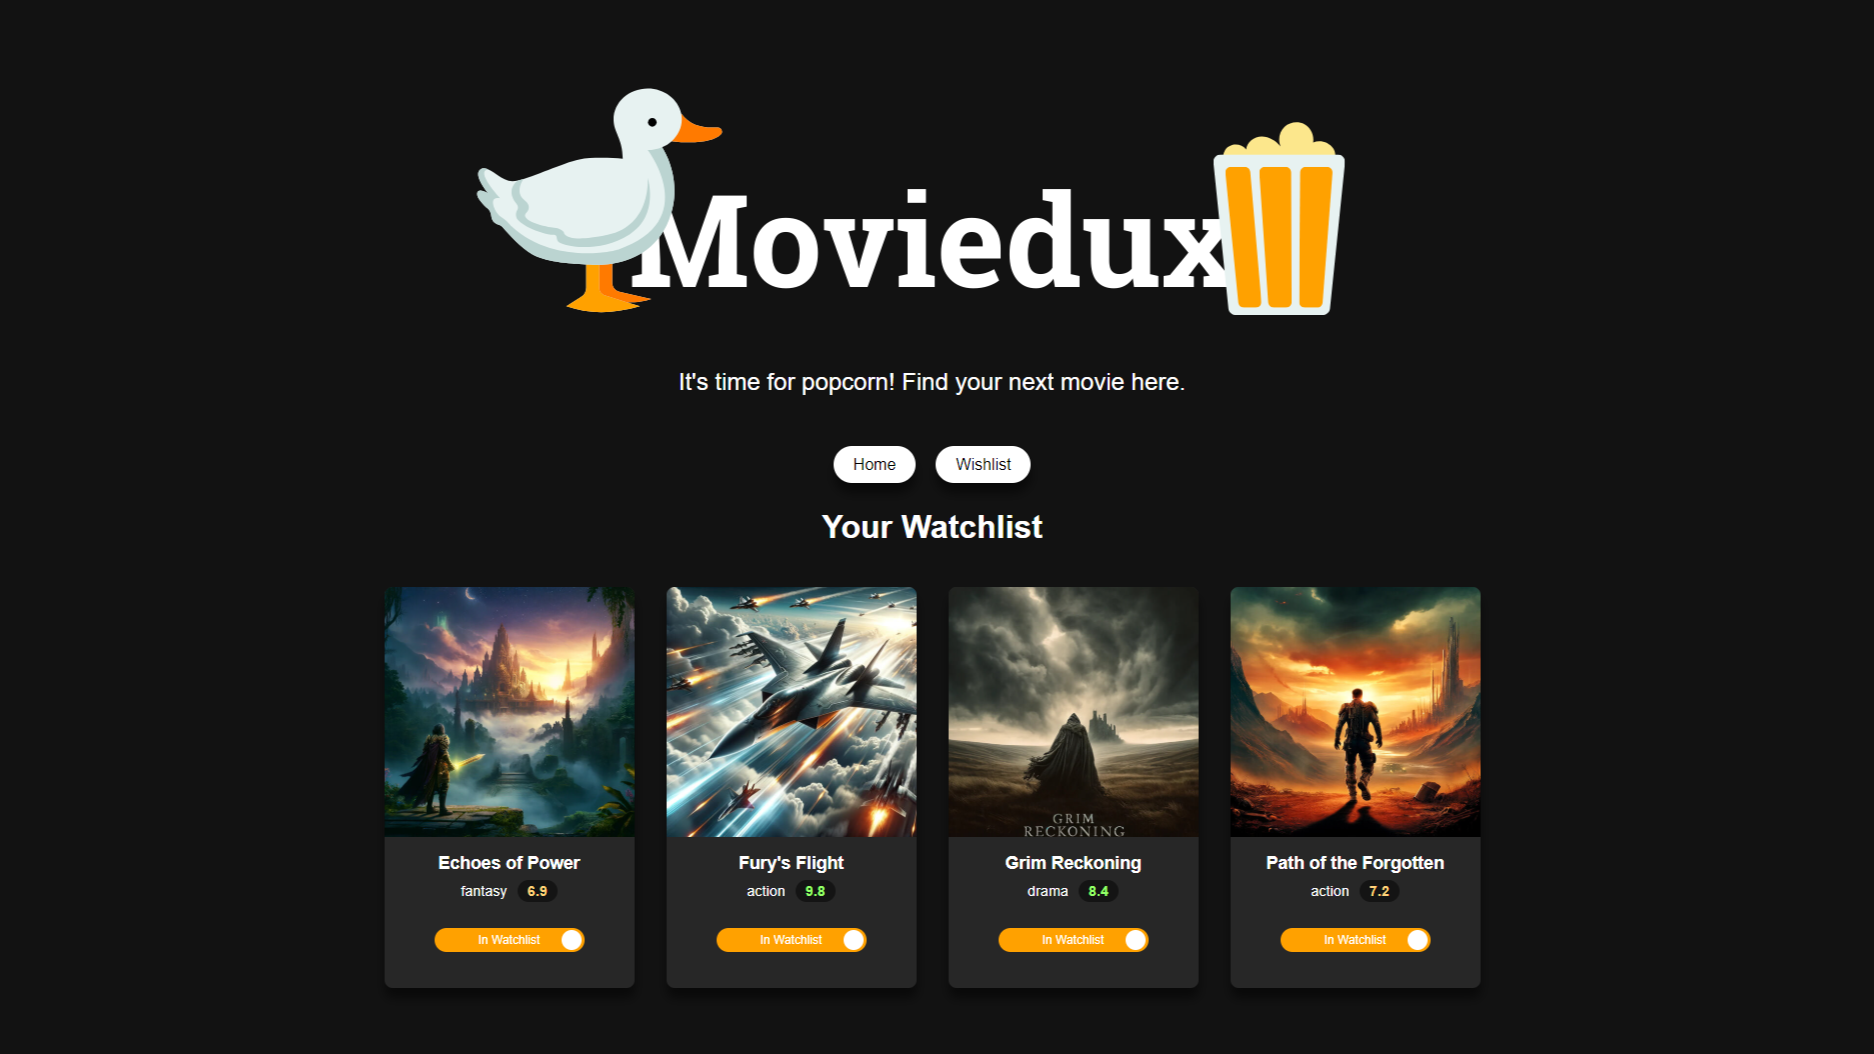 Moviedux
It's time for popcorn! Find your next movie here.
Home Wishlist
Your Watchlist
GRIM
RECKONING
Echoes of Power
fantasy 6.9
In Watchlist
Fury's Flight
action 9.8
In Watchlist
Grim Reckoning
drama 8.4
In Watchlist
Path of the Forgotten
action 7.2
In Watchlist